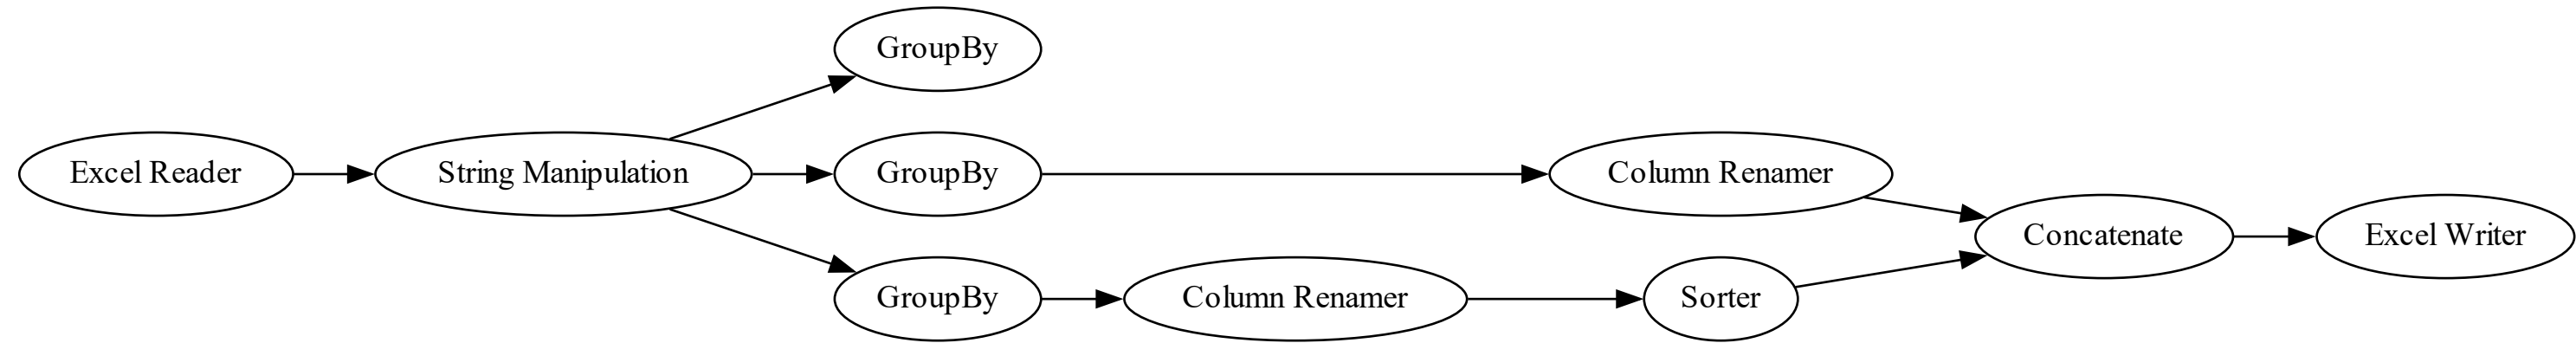 GroupBy
Excel Reader
String Manipulation
GroupBy
Column Renamer
Concatenate
Excel Writer
GroupBy
Column Renamer
Sorter